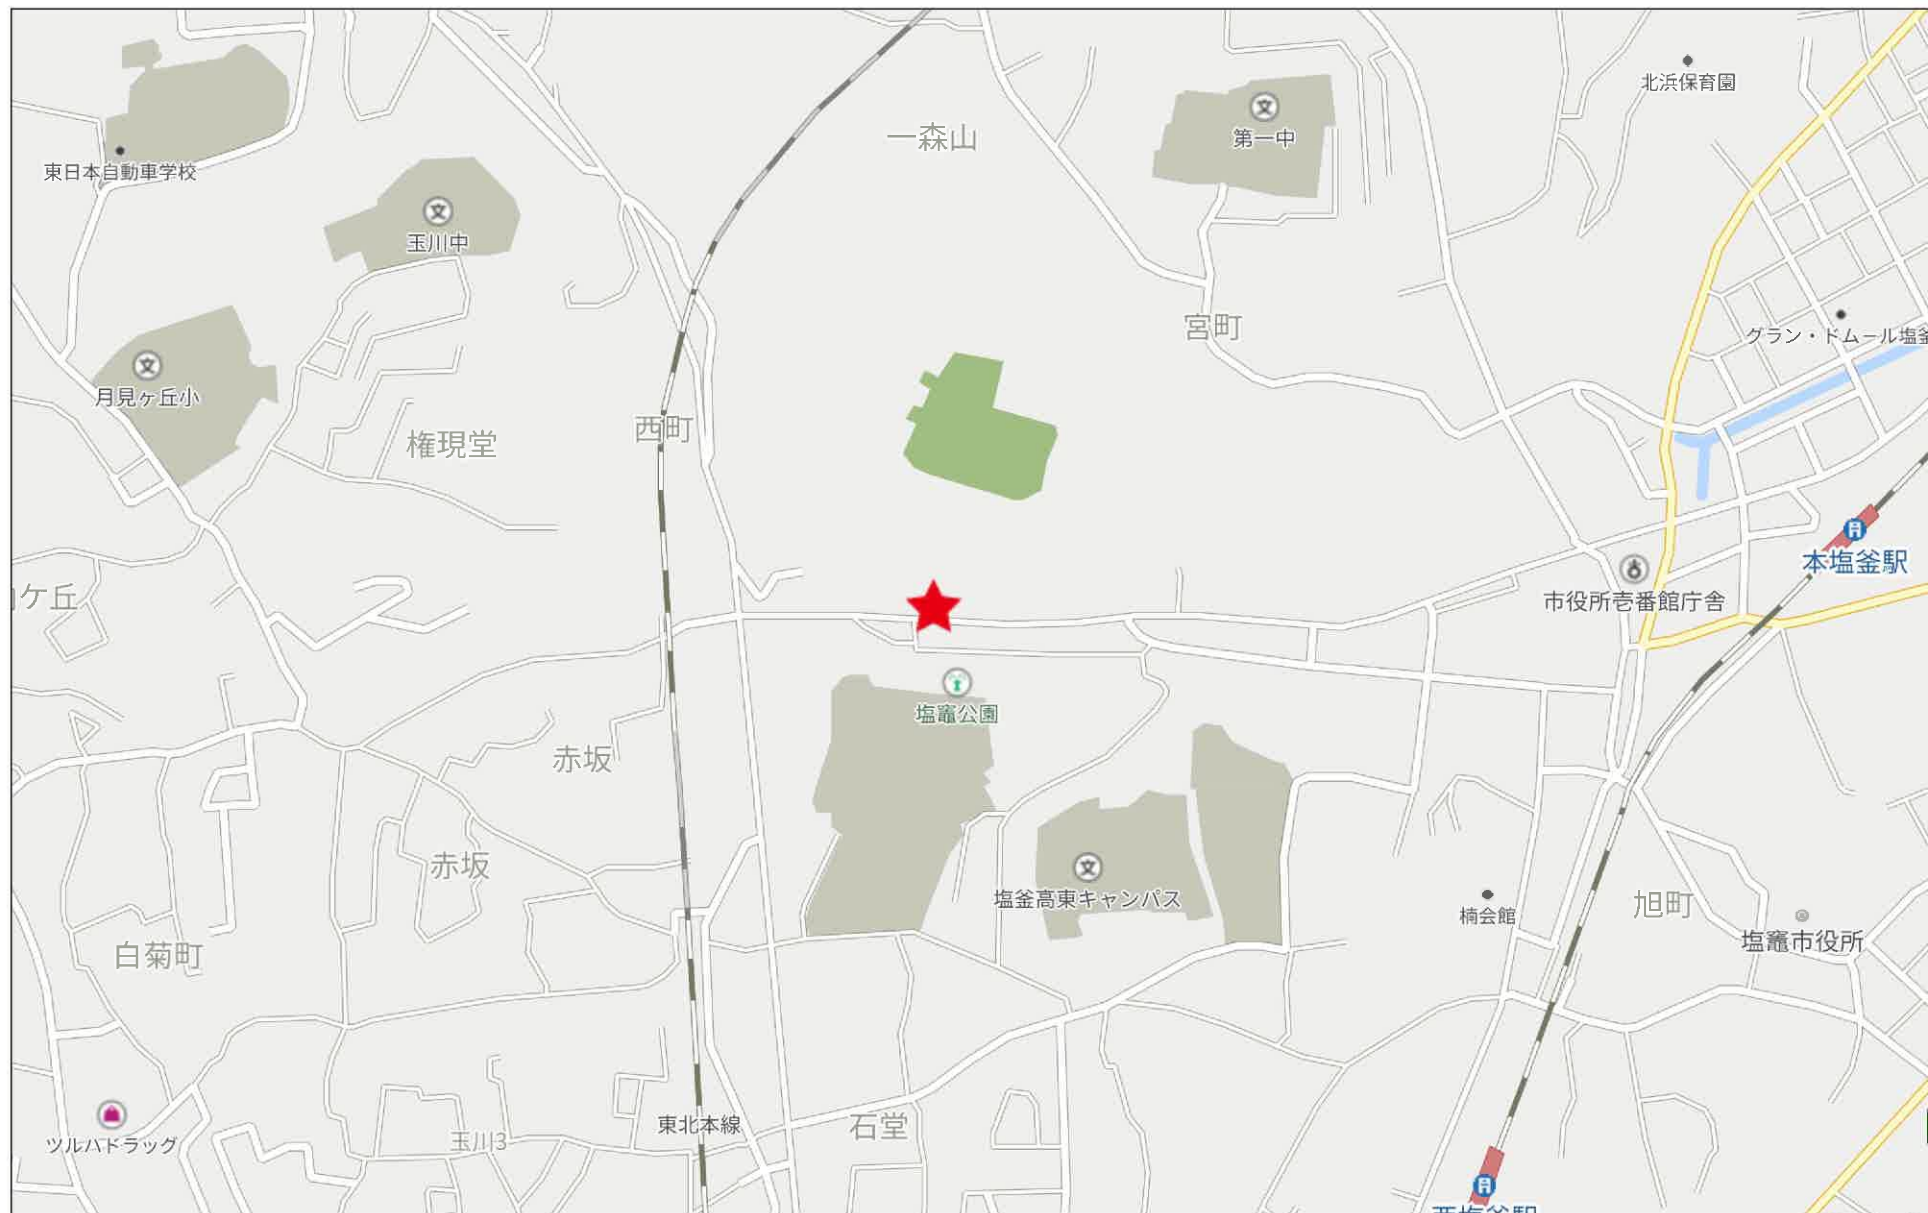 北浜保育園
一森山
第一中
東日本自動車学校
玉川中
宮町
グラン・ドムール塩釜
月見ヶ丘小
西町
権現堂
本塩釜駅
ケ丘
市役所壱番館庁舎
塩竈公園
赤坂
赤坂
塩釜高東キャンパス
楠会館
旭町
塩竈市役所
白菊町
東北本線
石堂
玉川3
ツルハドラッグ
西塩釜駅